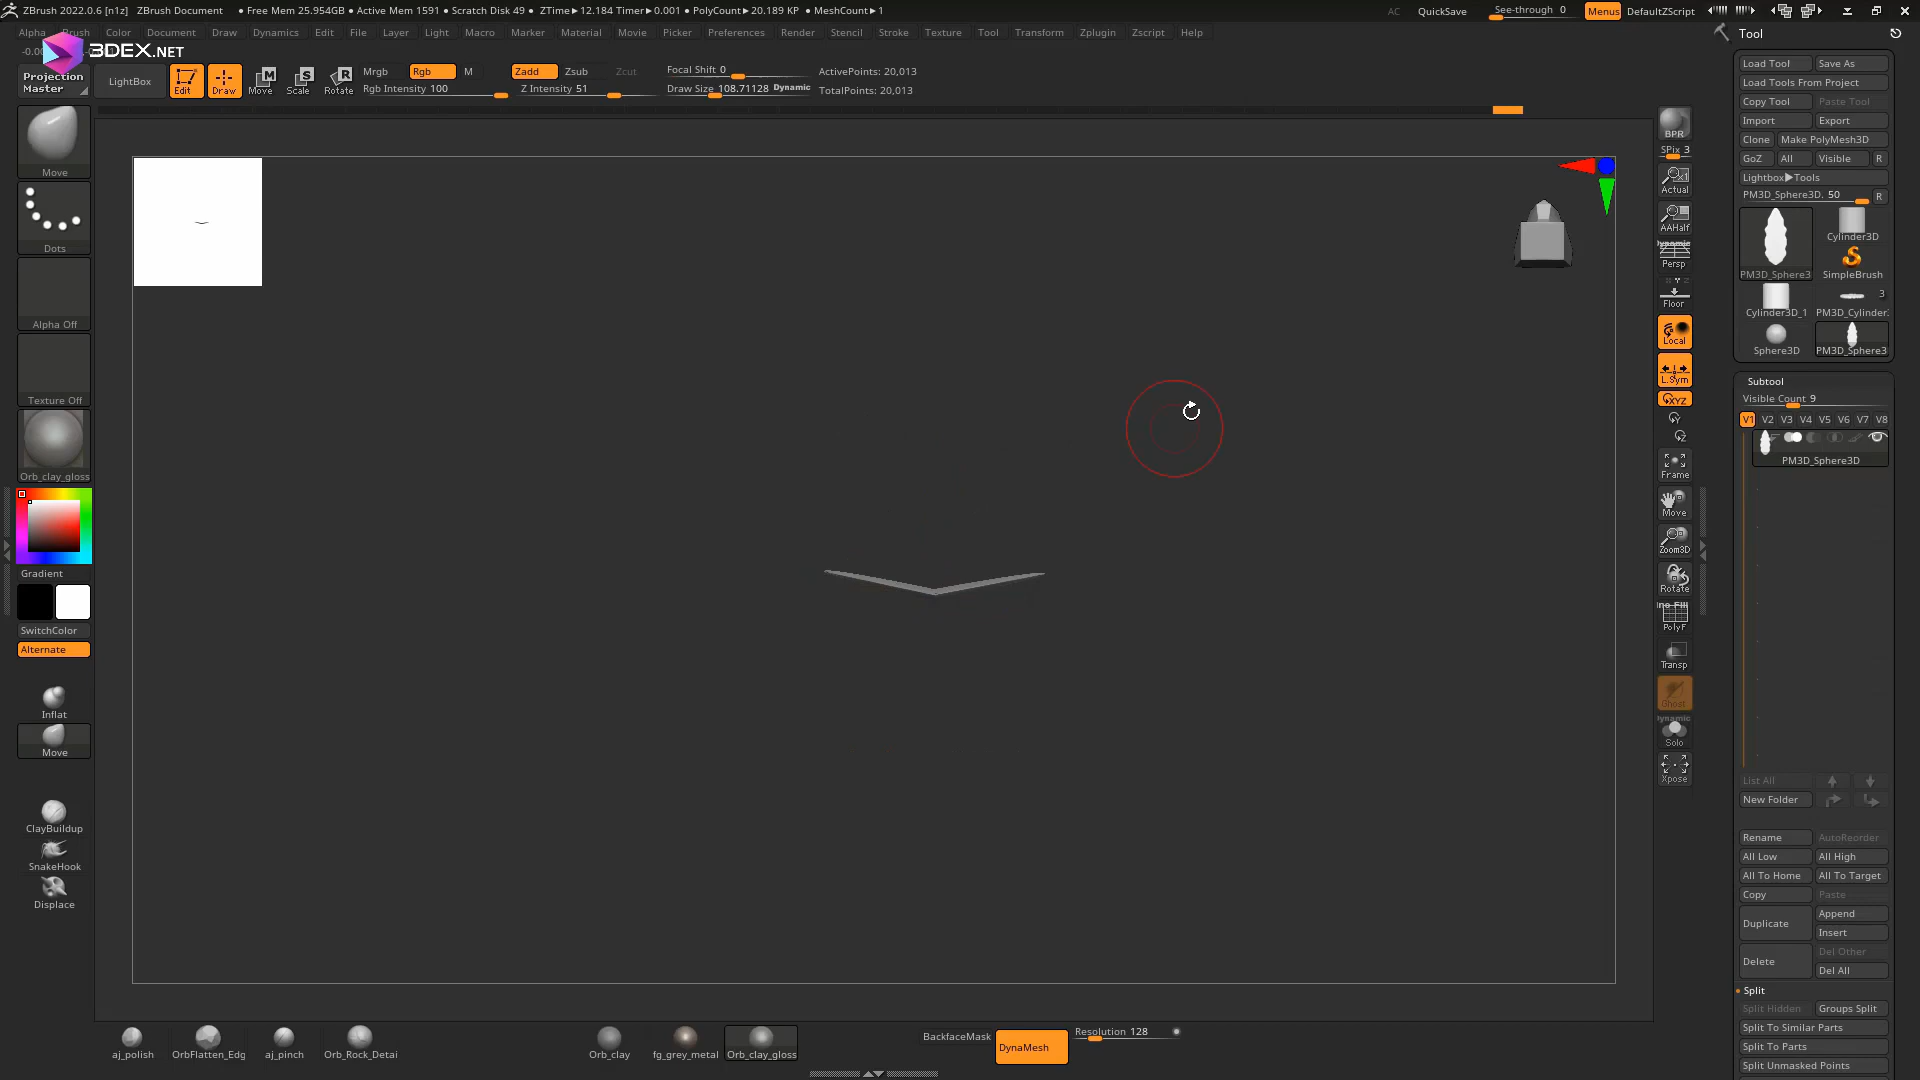 ZBrush 2022.0.6 [n1z] ZBrush Document • Free Mem 25.954GB • Active Mem 1591 • Scratch Disk 49 • ZTime▶12.184 Timer▶0.001 • PolyCount▶20.189 KP • MeshCount▶1 AC QuickSave See-through 0 Menus DefaultZScript
Alpha Brush Color Document Draw Dynamics Edit File Layer Light Macro Marker Material Movie Picker Preferences Render Stencil Stroke Texture Tool Transform Zplugin Zscript Help
3DEX.NET
Projection Master
LightBox
Edit Draw Move Scale Rotate
Mrgb Rgb M
Rgb Intensity 100
Zadd Zsub Zcut
Z Intensity 51
Focal Shift 0
Draw Size 108.71128 Dynamic
ActivePoints: 20,013
TotalPoints: 20,013
Move
Dots
Alpha Off
Texture Off
Orb_clay_gloss
Gradient
SwitchColor
Alternate
Inflat
Move
ClayBuildup
SnakeHook
Displace
BPR
SPix 3
Actual
AAHalf
Dynamic
Persp
Floor
Local
L.Sym
XYZ
Frame
Move
Zoom3D
Rotate
PolyF
Transp
Ghost
Dynamic
Solo
Xpose
Tool
Load Tool Save As
Load Tools From Project
Copy Tool Paste Tool
Import Export
Clone Make PolyMesh3D
GoZ All Visible R
Lightbox▶Tools
PM3D_Sphere3D. 50 R
PM3D_Sphere3 Cylinder3D
SimpleBrush
3
Cylinder3D_1 PM3D_Cylinder.
Sphere3D PM3D_Sphere3
Subtool
Visible Count 9
V1 V2 V3 V4 V5 V6 V7 V8
PM3D_Sphere3D
List All
New Folder
Rename AutoReorder
All Low All High
All To Home All To Target
Copy Paste
Duplicate Append
Insert
Delete Del Other
Del All
Split
Split Hidden Groups Split
Split To Similar Parts
Split To Parts
Split Unmasked Points
aj_polish OrbFlatten_Edg aj_pinch Orb_Rock_Detai Orb_clay fg_grey_metal Orb_clay_gloss
BackfaceMask DynaMesh Resolution 128